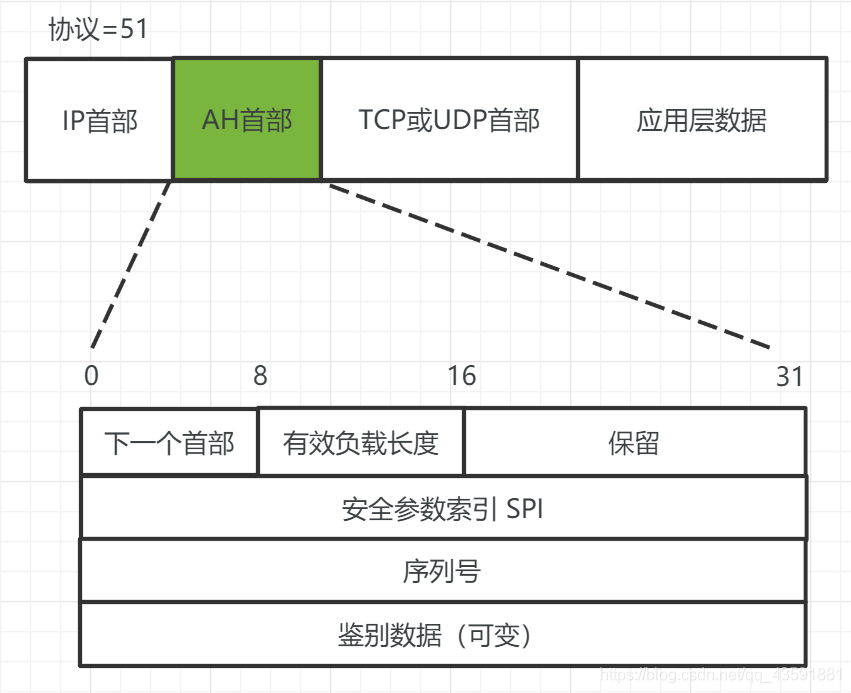 协议=51
IP首部 AH首部 TCP或UDP首部 应用层数据
0 8 16 31
下一个首部 有效负载长度 保留
安全参数索引 SPI
序列号
鉴别数据（可变）
https://blog.csdn.net/qq_43591881